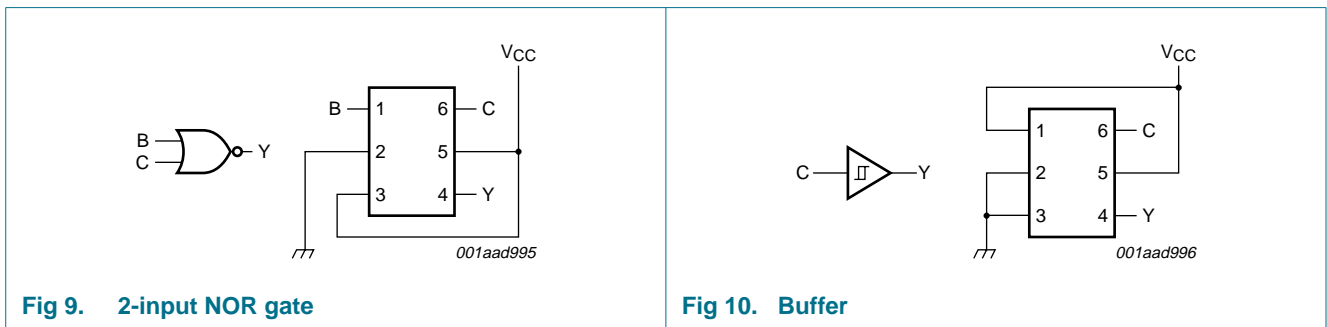 VCC
B 1 6 C
B Y
C
2 5
3 4 Y
001aad995
Fig 9. 2-input NOR gate
VCC
1 6 C
C Y
2 5
3 4 Y
001aad996
Fig 10. Buffer